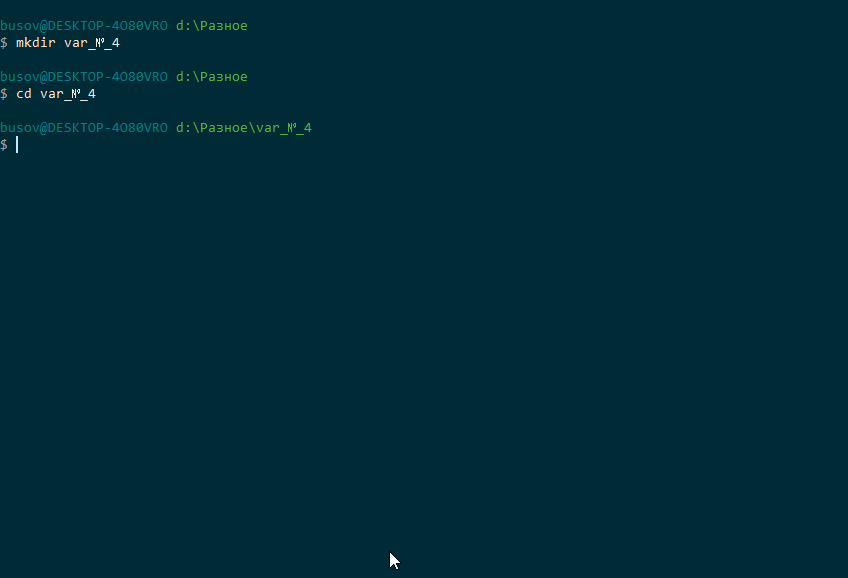 busov@DESKTOP-4O80VRO d:\Разное
$ mkdir var_№_4
busov@DESKTOP-4O80VRO d:\Разное
$ cd var_№_4
busov@DESKTOP-4O80VRO d:\Разное\var_№_4
$